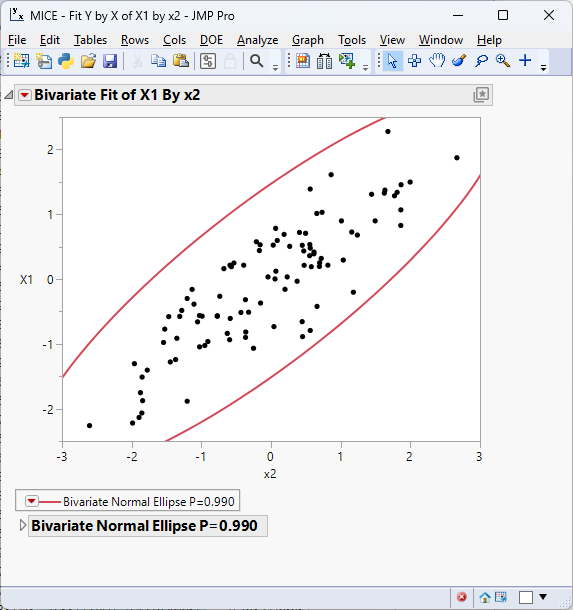 MICE - Fit Y by X of X1 by x2 - JMP Pro
File Edit Tables Rows Cols DOE Analyze Graph Tools View Window Help
Bivariate Fit of X1 By x2
2
1
0
-1
-2
X1
-3 -2 -1 0 1 2 3
x2
Bivariate Normal Ellipse P=0.990
Bivariate Normal Ellipse P=0.990